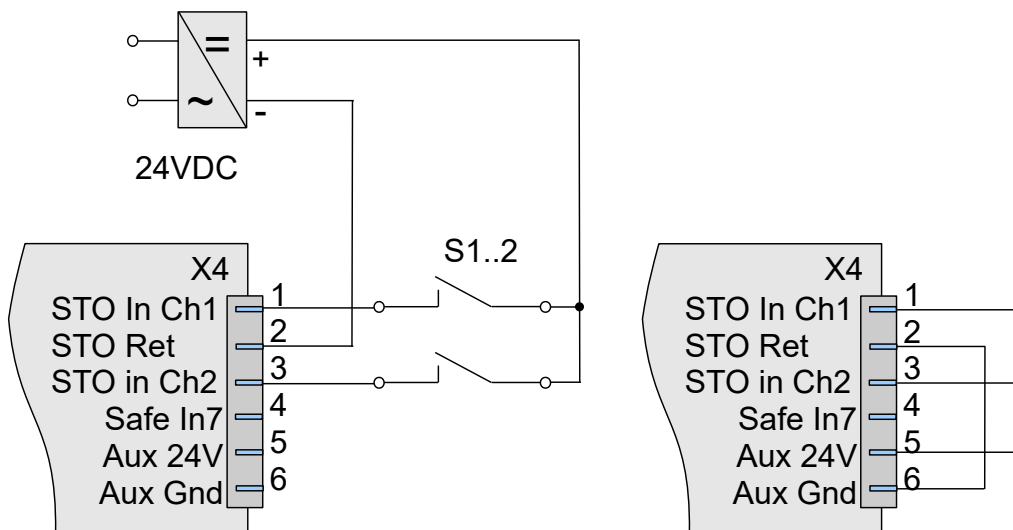 =
+
~
-
24VDC
S1..2
X4
STO In Ch1 1
STO Ret 2
STO in Ch2 3
Safe In7 4
Aux 24V 5
Aux Gnd 6
X4
STO In Ch1 1
STO Ret 2
STO in Ch2 3
Safe In7 4
Aux 24V 5
Aux Gnd 6